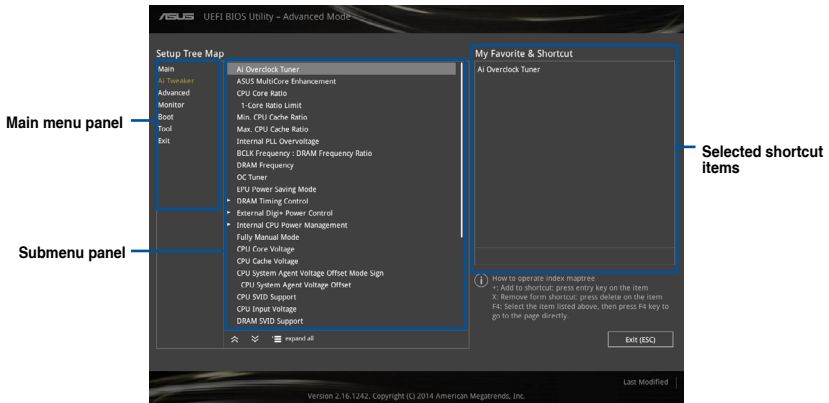 ASUS UEFI BIOS Utility – Advanced Mode
Setup Tree Map
Main
Ai Tweaker
Advanced
Monitor
Boot
Tool
Exit
Ai Overclock Tuner
ASUS MultiCore Enhancement
CPU Core Ratio
1-Core Ratio Limit
Min. CPU Cache Ratio
Max. CPU Cache Ratio
Internal PLL Overvoltage
BCLK Frequency : DRAM Frequency Ratio
DRAM Frequency
OC Tuner
EPU Power Saving Mode
DRAM Timing Control
External Digi+ Power Control
Internal CPU Power Management
Fully Manual Mode
CPU Core Voltage
CPU Cache Voltage
CPU System Agent Voltage Offset Mode Sign
CPU System Agent Voltage Offset
CPU SVID Support
CPU Input Voltage
DRAM SVID Support
expand all
My Favorite & Shortcut
Ai Overclock Tuner
How to operate index maptree
+: Add to shortcut: press entry key on the item
X: Remove form shortcut: press delete on the item
F4: Select the item listed above, then press F4 key to
go to the page directly.
Exit (ESC)
Last Modified
Version 2.16.1242. Copyright (C) 2014 American Megatrends, Inc.
Main menu panel
Submenu panel
Selected shortcut
items